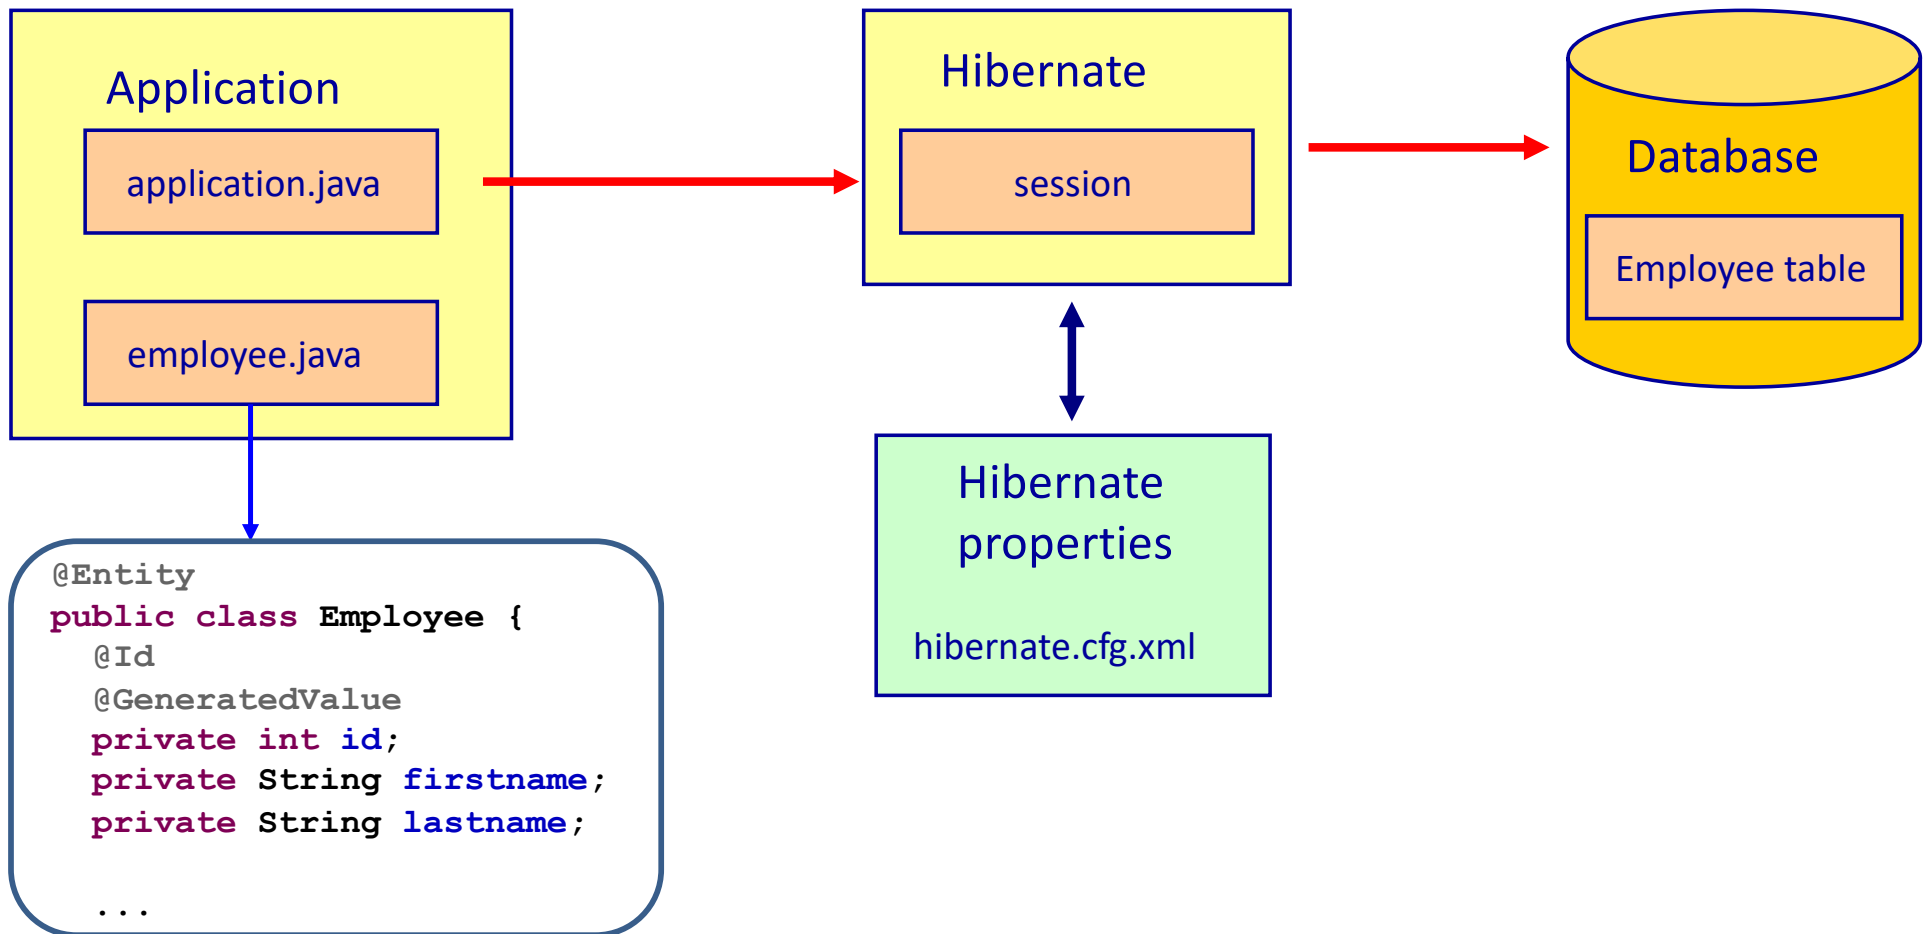 Application
application.java
employee.java
Hibernate
session
Database
Employee table
Hibernate
properties
hibernate.cfg.xml
@Entity
public class Employee {
@Id
@GeneratedValue
private int id;
private String firstname;
private String lastname;
...